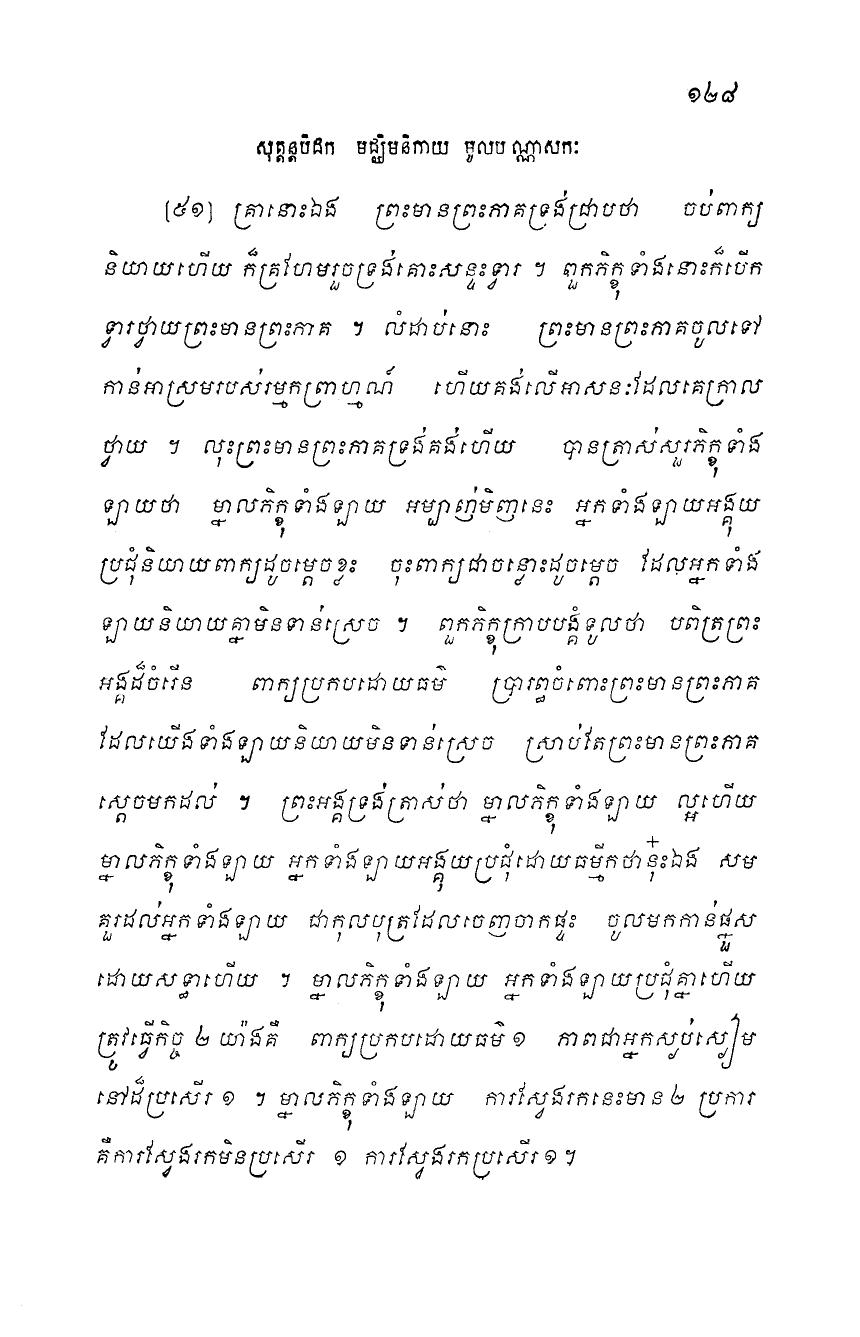 ១២៨
សុត្តន្តបិដក មជ្ឈិមនិកាយ មូលបណ្ណាសកៈ
[៥១] គ្រានោះឯង ព្រះមានព្រះភាគទ្រង់ជ្រាបថា ចប់ពាក្យ
និយាយហើយ ក៏គ្រហែមរួចទ្រង់គោះសន្ទះទ្វារ ។ ពួកភិក្ខុទាំងនោះក៏បើក
ទ្វារថ្វាយព្រះមានព្រះភាគ ។ លំដាប់នោះ ព្រះមានព្រះភាគចូលទៅ
កាន់អាស្រមរបស់រម្មកព្រាហ្មណ៍ ហើយគង់លើអាសនៈដែលគេក្រាល
ថ្វាយ ។ លុះព្រះមានព្រះភាគទ្រង់គង់ហើយ បានត្រាស់សួរភិក្ខុទាំង
ឡាយថា ម្នាលភិក្ខុទាំងឡាយ អម្បាញ់មិញនេះ អ្នកទាំងឡាយអង្គុយ
ប្រជុំនិយាយពាក្យដូចម្តេចខ្លះ ចុះពាក្យជាចន្លោះដូចម្តេច ដែលអ្នកទាំង
ឡាយនិយាយគ្នាមិនទាន់ស្រេច ។ ពួកភិក្ខុក្រាបបង្គំទូលថា បពិត្រព្រះ
អង្គដ៏ចំរើន ពាក្យប្រកបដោយធម៌ ប្រារព្ធចំពោះព្រះមានព្រះភាគ
ដែលយើងទាំងឡាយនិយាយមិនទាន់ស្រេច ស្រាប់តែព្រះមានព្រះភាគ
ស្តេចមកដល់ ។ ព្រះអង្គទ្រង់ត្រាស់ថា ម្នាលភិក្ខុទាំងឡាយ ល្អហើយ
ម្នាលភិក្ខុទាំងឡាយ អ្នកទាំងឡាយអង្គុយប្រជុំដោយធម្មីកថានុ៎ះឯង សម
គួរដល់អ្នកទាំងឡាយ ជាកុលបុត្រដែលចេញចាកផ្ទះ ចូលមកកាន់ផ្នួស
ដោយសទ្ធាហើយ ។ ម្នាលភិក្ខុទាំងឡាយ អ្នកទាំងឡាយប្រជុំគ្នាហើយ
ត្រូវធ្វើកិច្ច ២ យ៉ាងគឺ ពាក្យប្រកបដោយធម៌ ១ ភាពជាអ្នកស្ងប់ស្ងៀម
នៅដ៏ប្រសើរ ១ ។ ម្នាលភិក្ខុទាំងឡាយ ការស្វែងរកនេះមាន ២ ប្រការ
គឺការស្វែងរកមិនប្រសើរ ១ ការស្វែងរកប្រសើរ ១ ។